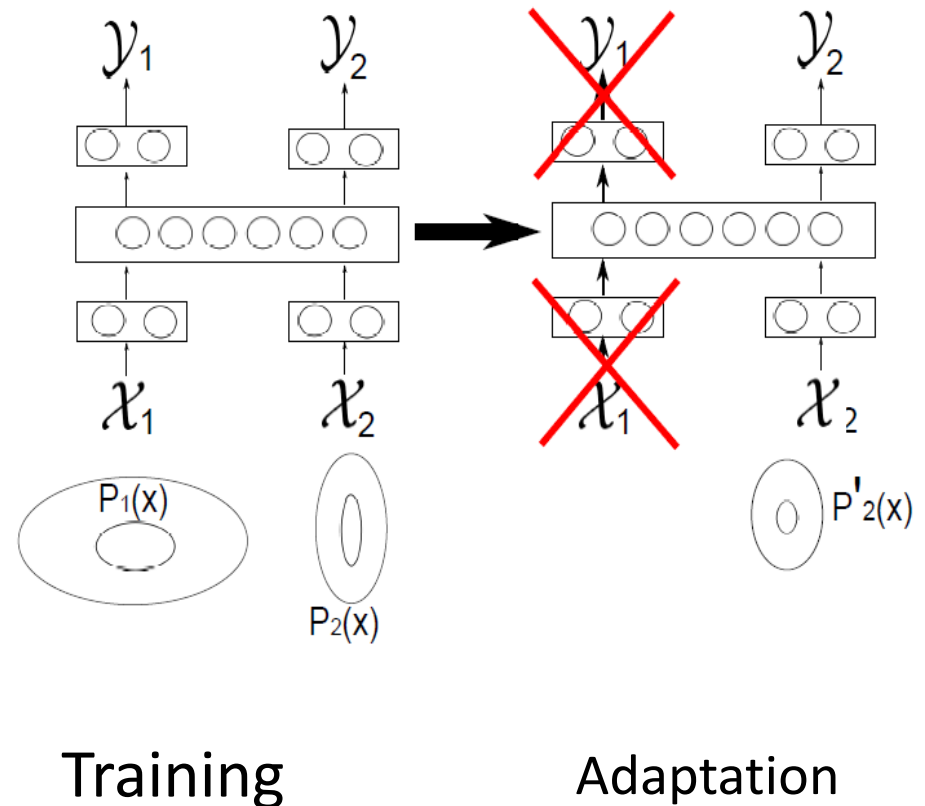 𝒴1 𝒴2 𝒴1 𝒴2
𝒳1 𝒳2 𝒳1 𝒳2
P1(x) P'2(x)
P2(x)
Training Adaptation